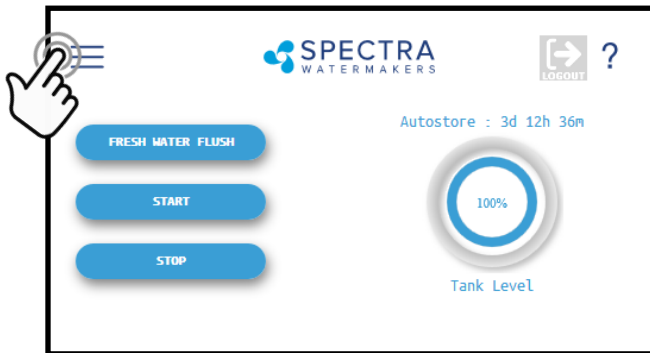 SPECTRA
WATERMAKERS
LOGOUT
?
Autostore : 3d 12h 36m
FRESH WATER FLUSH
START
100%
STOP
Tank Level